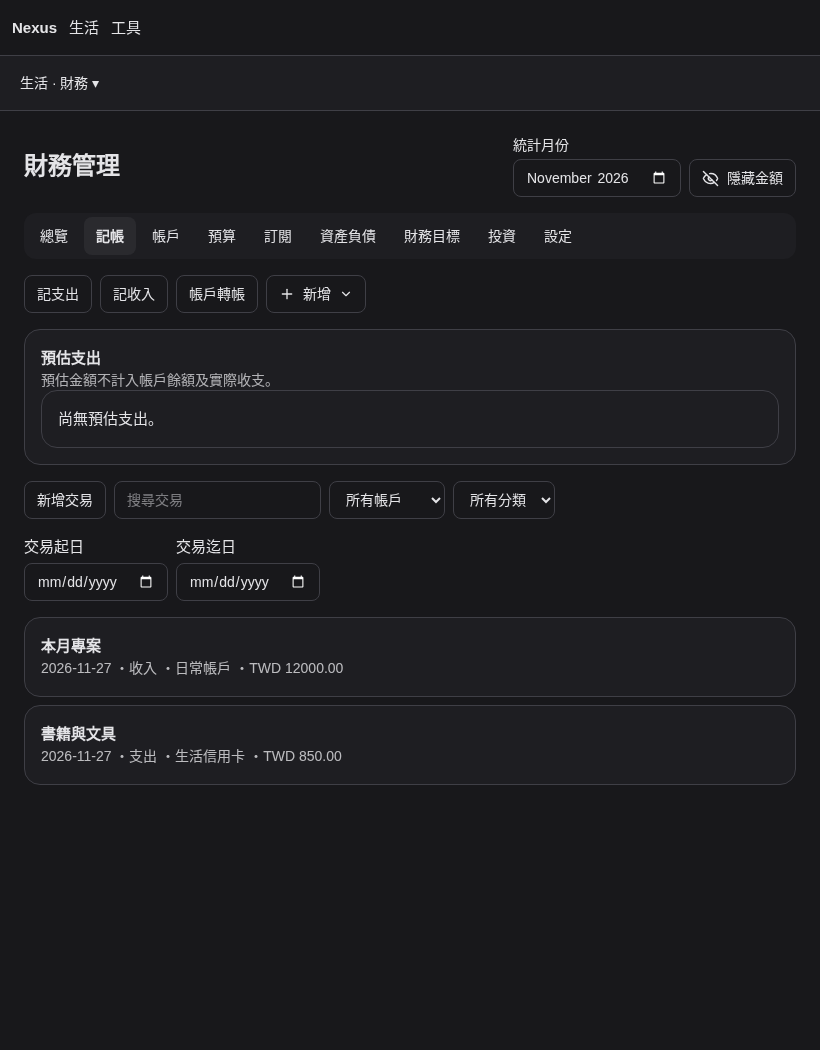 Nexus 生活 工具
生活 · 財務 ▾
財務管理
統計月份
November 2026
隱藏金額
總覽 記帳 帳戶 預算 訂閱 資產負債 財務目標 投資 設定
記支出 記收入 帳戶轉帳 + 新增
預估支出
預估金額不計入帳戶餘額及實際收支。
尚無預估支出。
新增交易 搜尋交易 所有帳戶 所有分類
交易起日 交易迄日
mm/dd/yyyy mm/dd/yyyy
本月專案
2026-11-27 ・收入 ・日常帳戶 ・TWD 12000.00
書籍與文具
2026-11-27 ・支出 ・生活信用卡 ・TWD 850.00